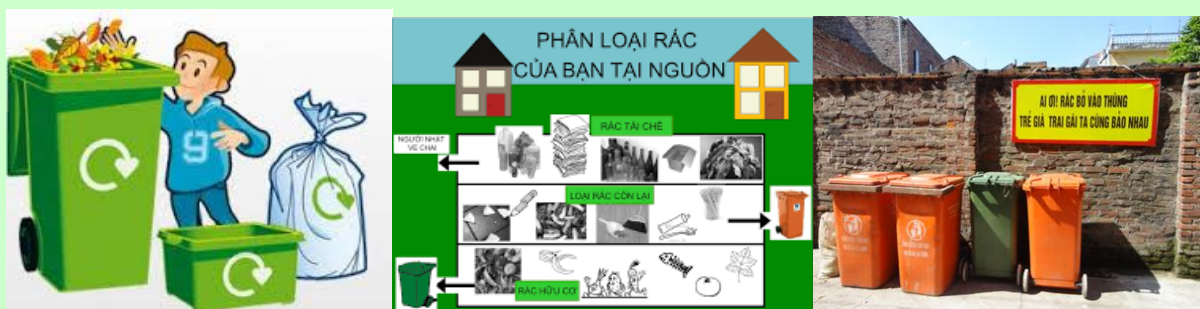 9
PHÂN LOẠI RÁC
CỦA BẠN TẠI NGUỒN
RÁC TÁI CHẾ
NGƯỜI NHẶT
VE CHAI
LOẠI RÁC CÒN LẠI
RÁC HỮU CƠ
AI ƠI! RÁC BỎ VÀO THÙNG
TRẺ GIÀ TRAI GÁI TA CÙNG BẢO NHAU